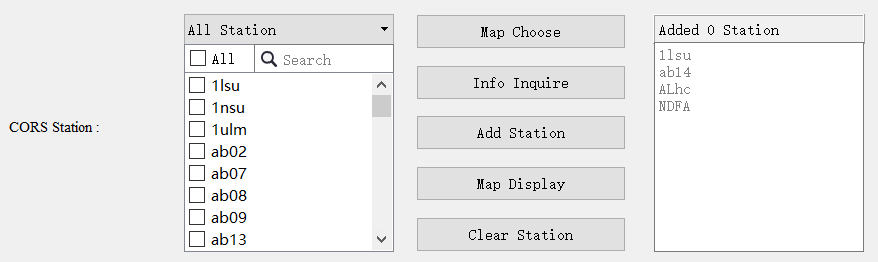 CORS Station :
All Station
All
Search
1lsu
1nsu
1ulm
ab02
ab07
ab08
ab09
ab13
Map Choose
Info Inquire
Add Station
Map Display
Clear Station
Added 0 Station
1lsu
ab14
ALhc
NDFA